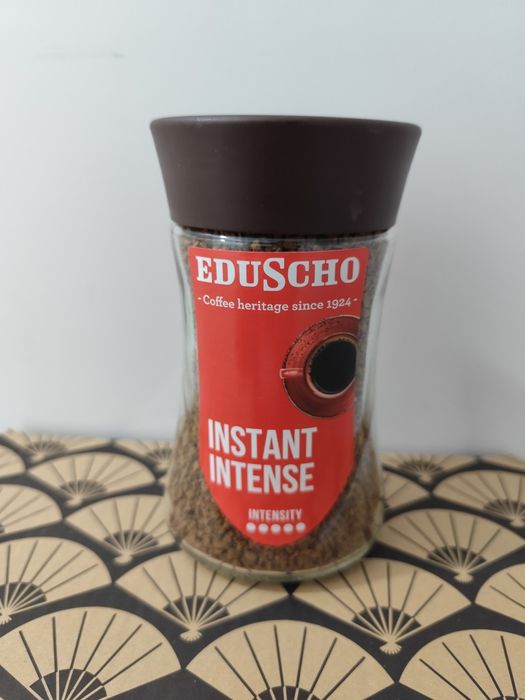 EDUSCHO
- Coffee heritage since 1924 -
INSTANT
INTENSE
INTENSITY